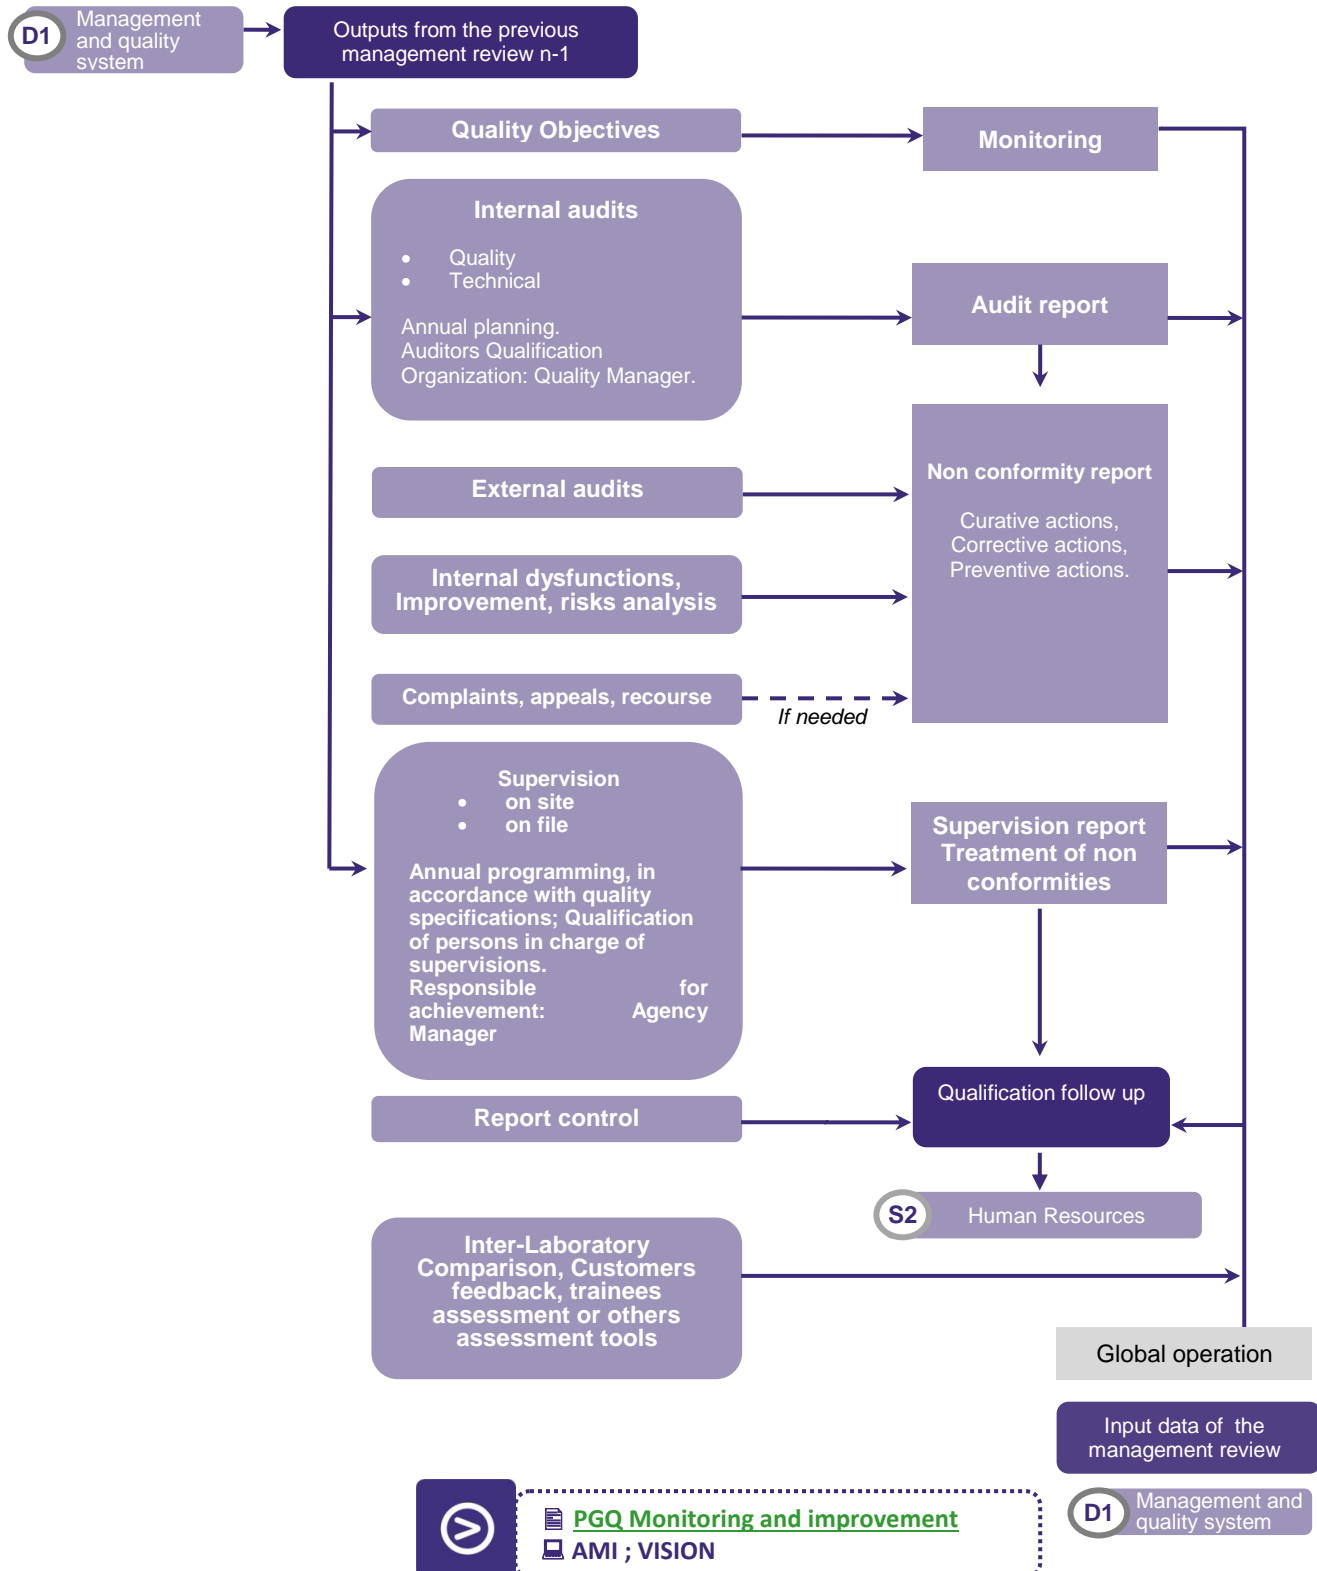 D1
Management
and quality
system
Outputs from the previous
management review n-1
Quality Objectives
Monitoring
Internal audits
• Quality
• Technical
Annual planning.
Auditors Qualification
Organization: Quality Manager.
Audit report
External audits
Non conformity report
Curative actions,
Corrective actions,
Preventive actions.
Internal dysfunctions,
Improvement, risks analysis
Complaints, appeals, recourse
If needed
Supervision
• on site
• on file
Annual programming, in
accordance with quality
specifications; Qualification
of persons in charge of
supervisions.
Responsible for
achievement: Agency
Manager
Supervision report
Treatment of non
conformities
Report control
Qualification follow up
S2
Human Resources
Inter-Laboratory
Comparison, Customers
feedback, trainees
assessment or others
assessment tools
Global operation
Input data of the
management review
D1
Management and
quality system
PGQ Monitoring and improvement
AMI ; VISION